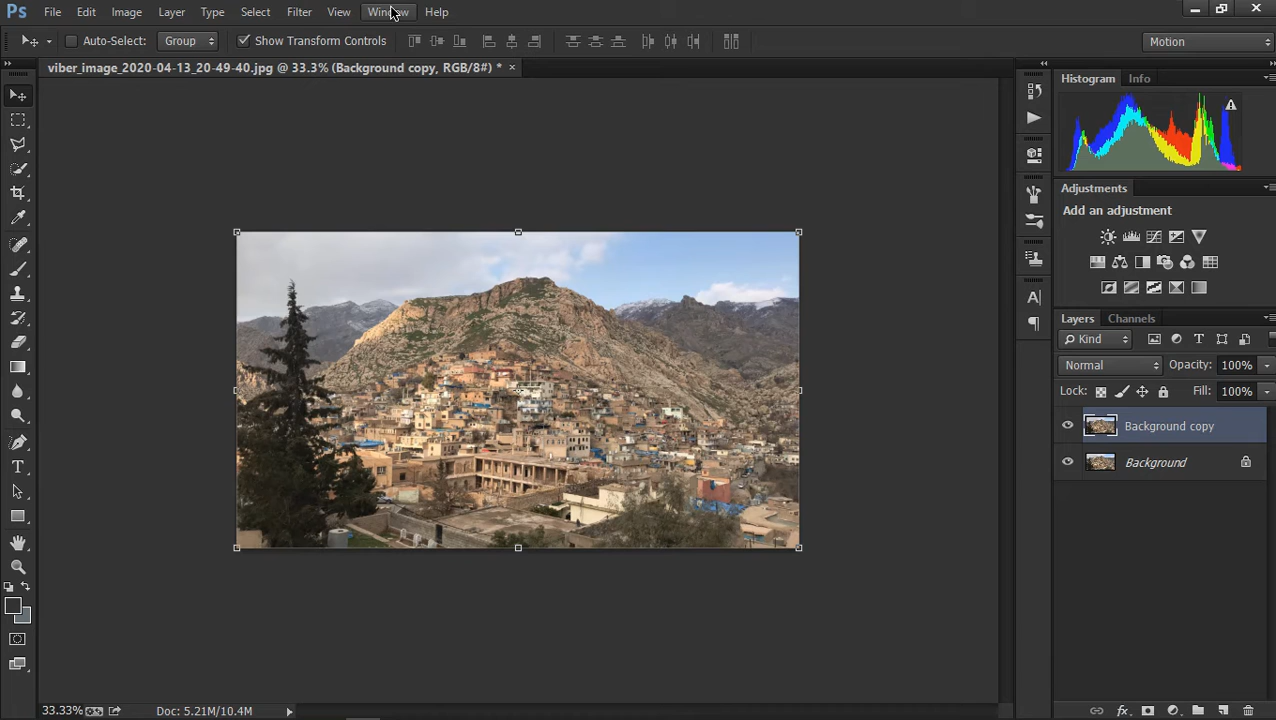 Ps File Edit Image Layer Type Select Filter View Window Help
Auto-Select: Group Show Transform Controls Motion
viber_image_2020-04-13_20-49-40.jpg @ 33.3% (Background copy, RGB/8#) * ×
Histogram Info
Adjustments
Add an adjustment
Layers Channels
Kind
Normal Opacity: 100%
Lock: Fill: 100%
Background copy
Background
33.33% Doc: 5.21M/10.4M